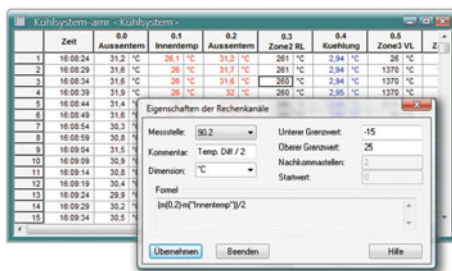 Kühlsystem-amr <Kühlsystem>
Zeit 0.0 Aussentem 0.1 Innentemp 0.2 Aussentem 0.3 Zone2 RL 0.4 Kuehlung 0.5 Zone3 VL
1 16:08:24 31,2 °C 26,1 °C 31,2 °C 261 °C 2,94 °C 26 °C
2 16:08:29 31,6 °C 26 °C 31,7 °C 261 °C 2,94 °C 1370 °C
3 16:08:34 31,6 °C 26 °C 31,6 °C 260 °C 2,94 °C 1370 °C
4 16:08:39 31,9 °C 26 °C 32 °C 260 °C 2,95 °C 1370 °C
5 16:08:44 31,4
6 16:08:49 31,6
7 16:08:54 30,3
8 16:08:59 30,8
9 16:09:04 31,5
10 16:09:09 30,9
11 16:09:14 30,8
12 16:09:19 30,4
13 16:09:24 29,9
14 16:09:29 30,2
15 16:09:34 30,5
Eigenschaften der Rechenkanäle
Messstelle: 90.2 Unterer Grenzwert: -15
Kommentar: Temp. Diff / 2 Oberer Grenzwert: 25
Dimension: °C Nachkommastellen: 2
Startwert: 0
Formel
(m(0,2)-m("Innentemp"))/2
Übernehmen Beenden Hilfe